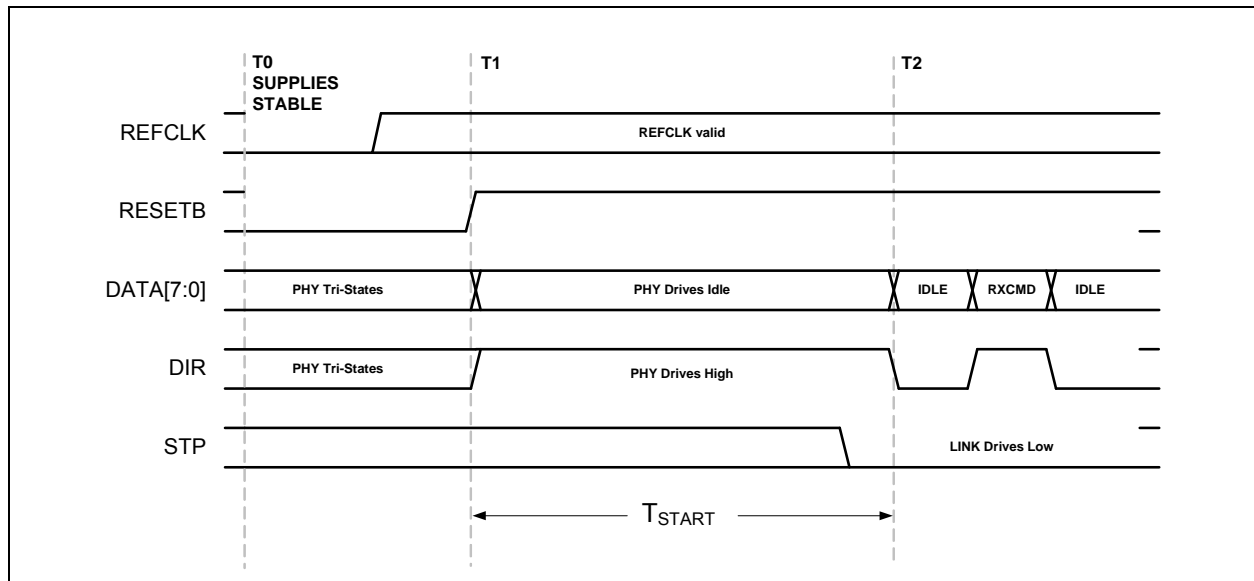 T0
SUPPLIES
STABLE
T1
T2
REFCLK
REFCLK valid
RESETB
DATA[7:0]
PHY Tri-States
PHY Drives Idle
IDLE
RXCMD
IDLE
DIR
PHY Tri-States
PHY Drives High
STP
LINK Drives Low
TSTART